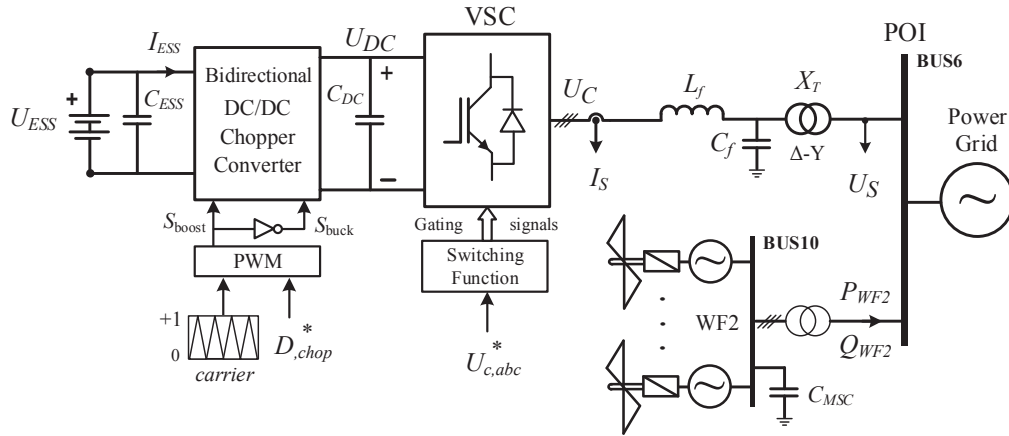 VSC
POI
BUS6
I_ESS
U_DC
U_ESS
+
C_ESS
Bidirectional
DC/DC
Chopper
Converter
+
C_DC
−
U_C
I_S
L_f
C_f
X_T
Δ-Y
U_S
Power
Grid
S_boost
S_buck
PWM
Gating signals
Switching
Function
+1
0
carrier
D*,chop
U*c,abc
BUS10
WF2
P_WF2
Q_WF2
C_MSC